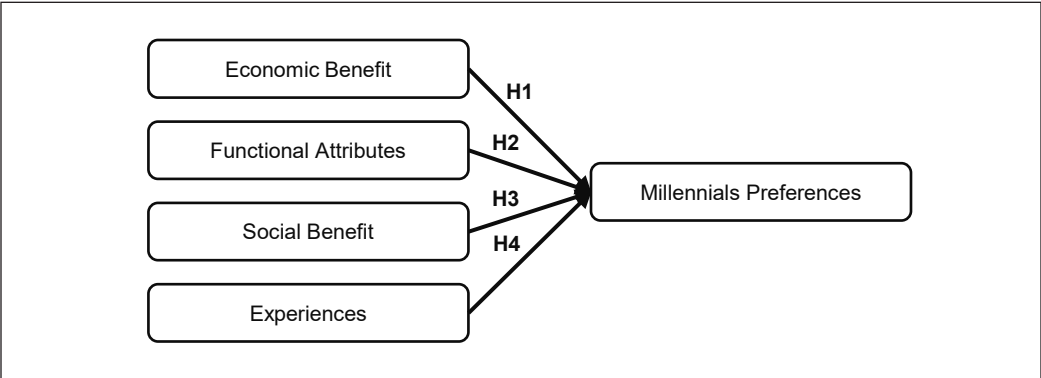 Economic Benefit
H1
Functional Attributes
H2
Millennials Preferences
H3
Social Benefit
H4
Experiences